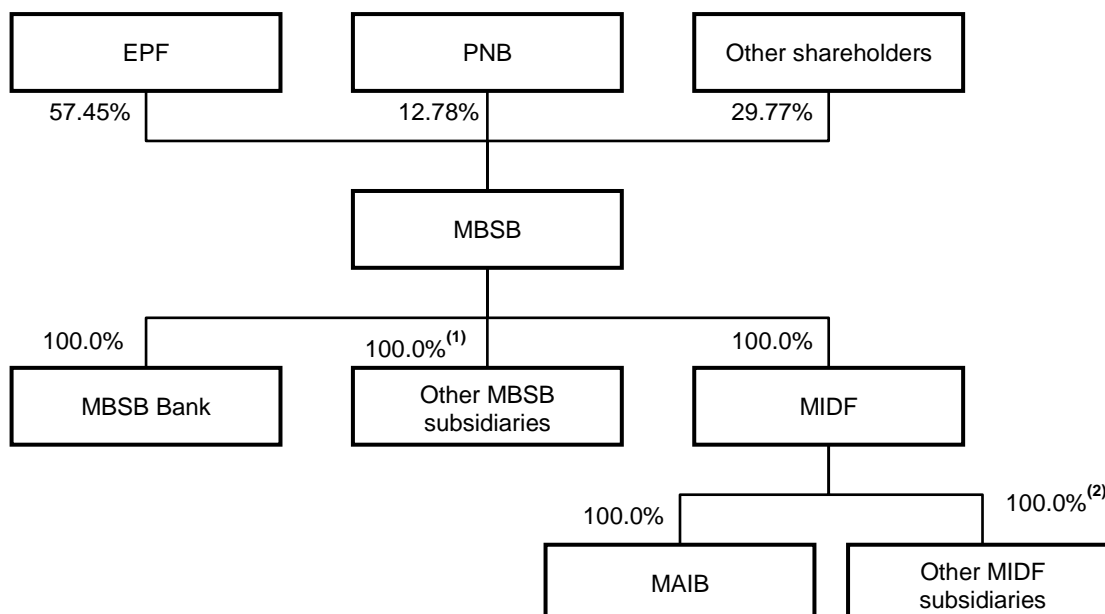 EPF
PNB
Other shareholders
57.45%
12.78%
29.77%
MBSB
100.0%
100.0%(1)
100.0%
MBSB Bank
Other MBSB
subsidiaries
MIDF
100.0%
100.0%(2)
MAIB
Other MIDF
subsidiaries